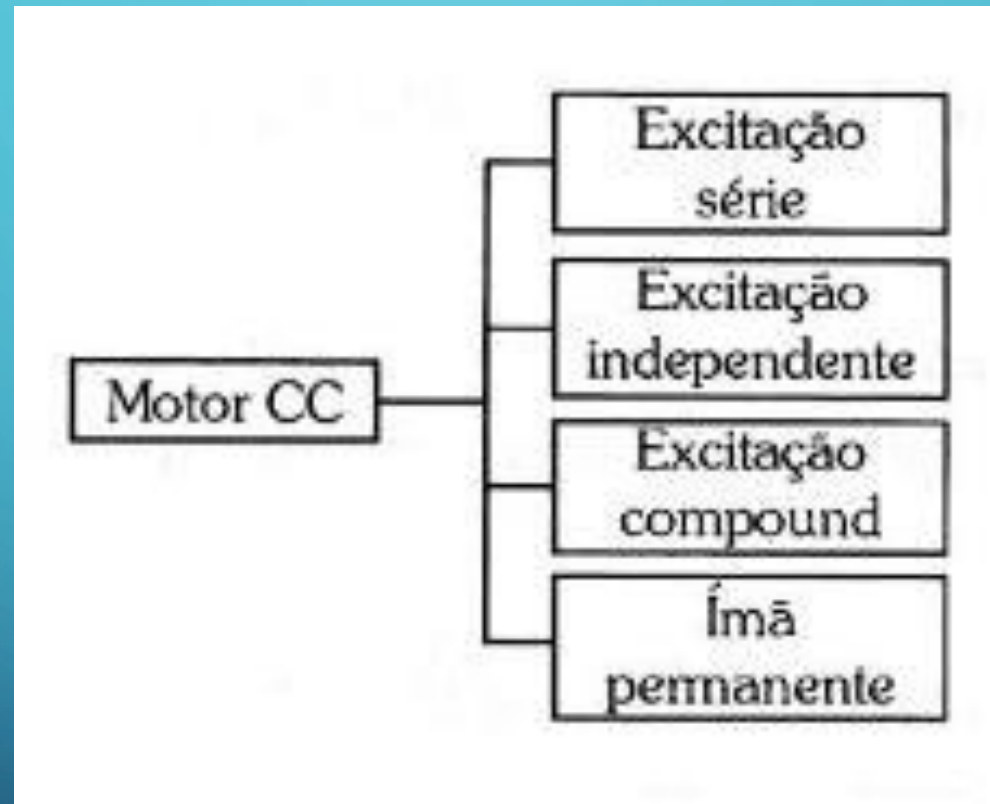 Excitação
série
Excitação
independente
Motor CC
Excitação
compound
Ímã
permanente